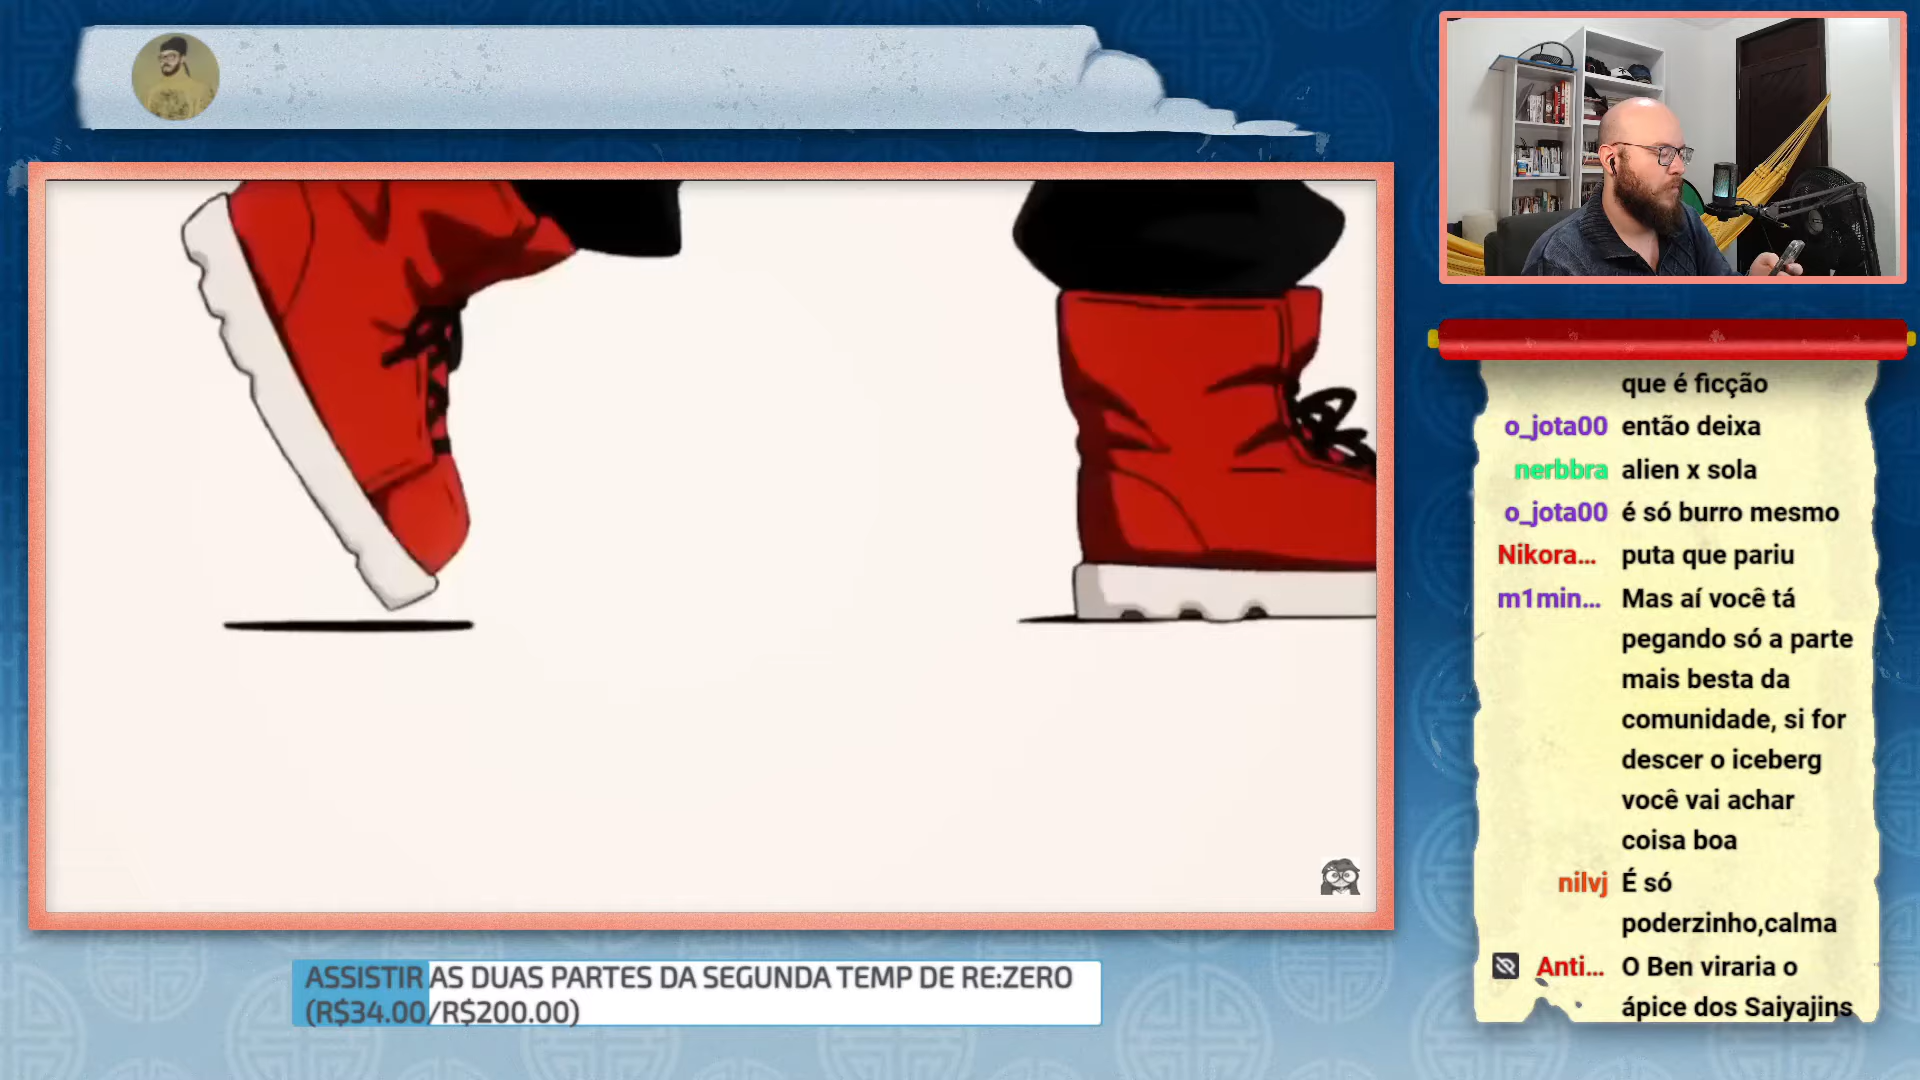 que é ficção
o_jota00 então deixa
nerbbra alien x sola
o_jota00 é só burro mesmo
Nikora... puta que pariu
m1min... Mas aí você tá
pegando só a parte
mais besta da
comunidade, si for
descer o iceberg
você vai achar
coisa boa
nilvj É só
poderzinho,calma
Anti... O Ben viraria o
ápice dos Saiyajins
ASSISTIR AS DUAS PARTES DA SEGUNDA TEMP DE RE:ZERO
(R$34.00/R$200.00)